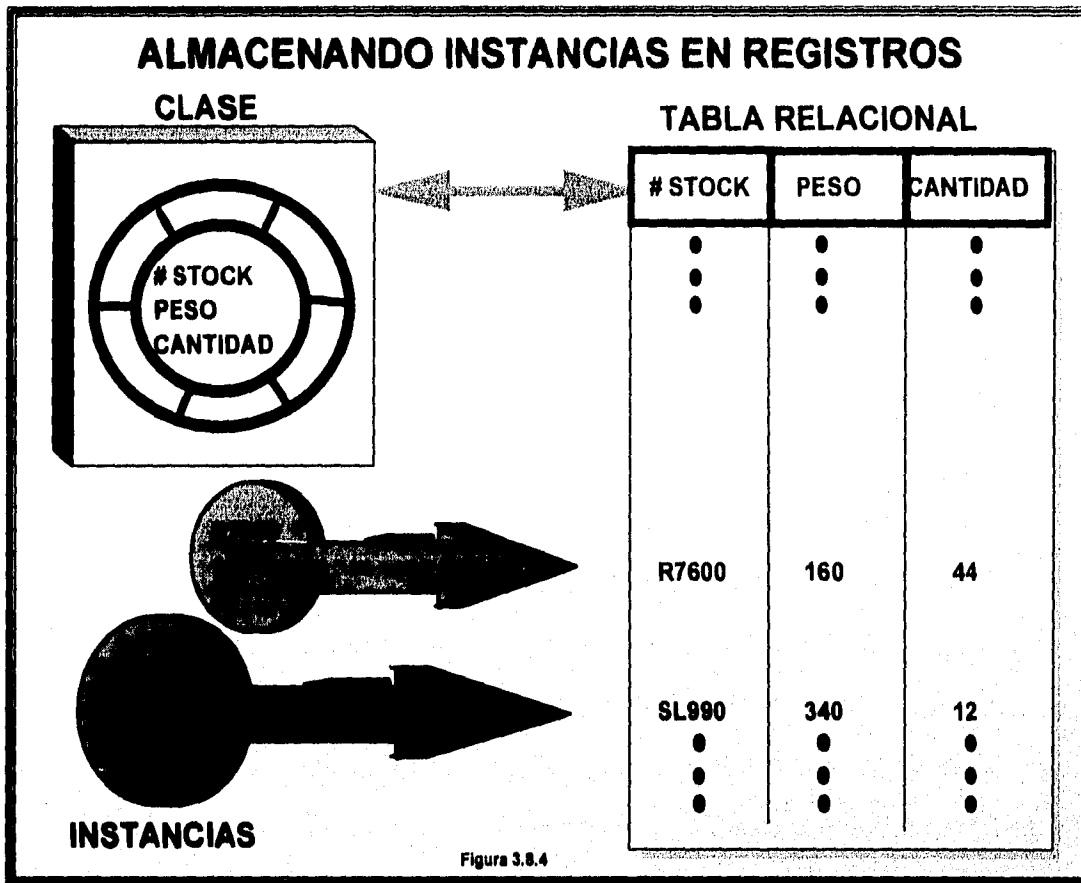 ALMACENANDO INSTANCIAS EN REGISTROS
CLASE
# STOCK
PESO
CANTIDAD
TABLA RELACIONAL
# STOCK PESO CANTIDAD
R7600 160 44
SL990 340 12
INSTANCIAS
Figura 3.8.4